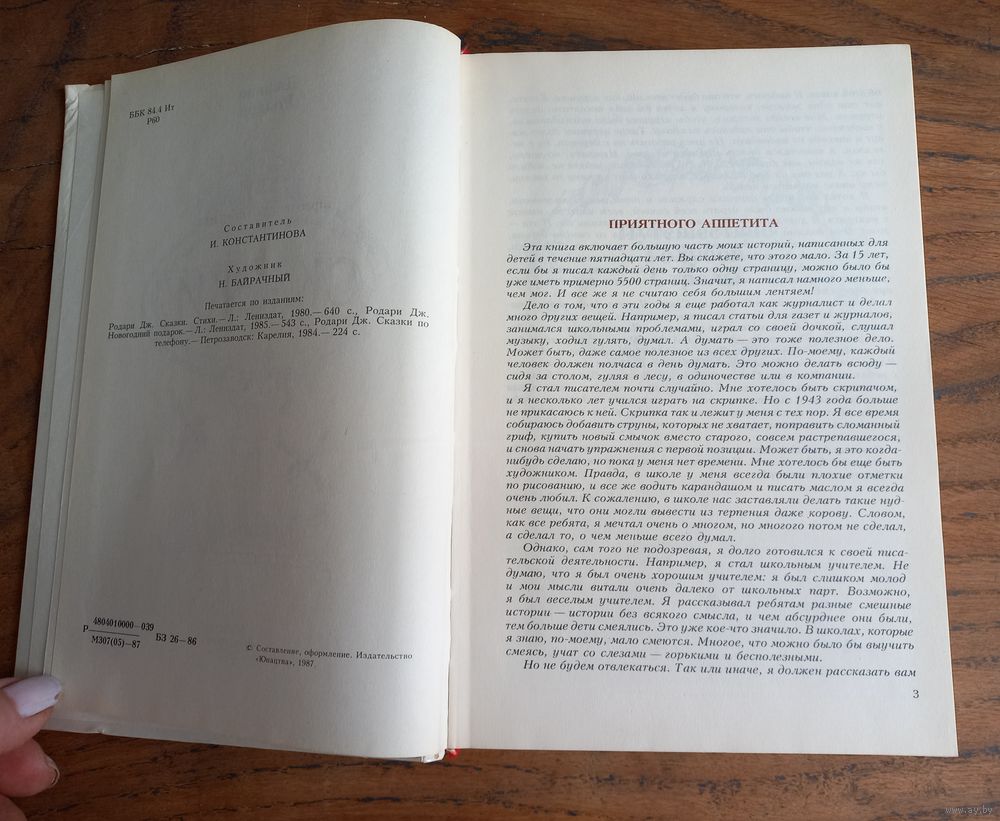 ББК 84.4 Ит
Р60
Составитель
И. КОНСТАНТИНОВА
Художник
Н. БАЙРАЧНЫЙ
Печатается по изданиям:
Родари Дж. Сказки. Стихи.— Л.: Лениздат, 1980.— 640 с., Родари Дж.
Новогодний подарок.— Л.: Лениздат, 1985.— 543 с., Родари Дж. Сказки по
телефону.— Петрозаводск: Карелия, 1984.— 224 с.
Р 4804010000—039
М307(05)—87
БЗ 26—86
© Составление, оформление. Издательство
«Юнацтва», 1987.
ПРИЯТНОГО АППЕТИТА
Эта книга включает большую часть моих историй, написанных для
детей в течение пятнадцати лет. Вы скажете, что этого мало. За 15 лет,
если бы я писал каждый день только одну страницу, можно было бы
уже иметь примерно 5500 страниц. Значит, я написал намного меньше,
чем мог. И все же я не считаю себя большим лентяем!
Дело в том, что в эти годы я еще работал как журналист и делал
много других вещей. Например, я писал статьи для газет и журналов,
занимался школьными проблемами, играл со своей дочкой, слушал
музыку, ходил гулять, думал. А думать — это тоже полезное дело.
Может быть, даже самое полезное из всех других. По-моему, каждый
человек должен полчаса в день думать. Это можно делать всюду —
сидя за столом, гуляя в лесу, в одиночестве или в компании.
Я стал писателем почти случайно. Мне хотелось быть скрипачом,
и я несколько лет учился играть на скрипке. Но с 1943 года больше
не прикасаюсь к ней. Скрипка так и лежит у меня с тех пор. Я все время
собираюсь добавить струны, которых не хватает, поправить сломанный
гриф, купить новый смычок вместо старого, совсем растрепавшегося,
и снова начать упражнения с первой позиции. Может быть, я это когда-
нибудь сделаю, но пока у меня нет времени. Мне хотелось бы еще быть
художником. Правда, в школе у меня всегда были плохие отметки
по рисованию, и все же водить карандашом и писать маслом я всегда
очень любил. К сожалению, в школе нас заставляли делать такие нуд-
ные вещи, что они могли вывести из терпения даже корову. Словом,
как все ребята, я мечтал очень о многом, но многого потом не сделал,
а сделал то, о чем меньше всего думал.
Однако, сам того не подозревая, я долго готовился к своей писа-
тельской деятельности. Например, я стал школьным учителем. Не
думаю, что я был очень хорошим учителем: я был слишком молод
и мои мысли витали очень далеко от школьных парт. Возможно,
я был веселым учителем. Я рассказывал ребятам разные смешные
истории — истории без всякого смысла, и чем абсурднее они были,
тем больше дети смеялись. Это уже кое-что значило. В школах, которые
я знаю, по-моему, мало смеются. Многое, что можно было бы выучить
смеясь, учат со слезами — горькими и бесполезными.
Но не будем отвлекаться. Так или иначе, я должен рассказать вам
3
www.ay.by